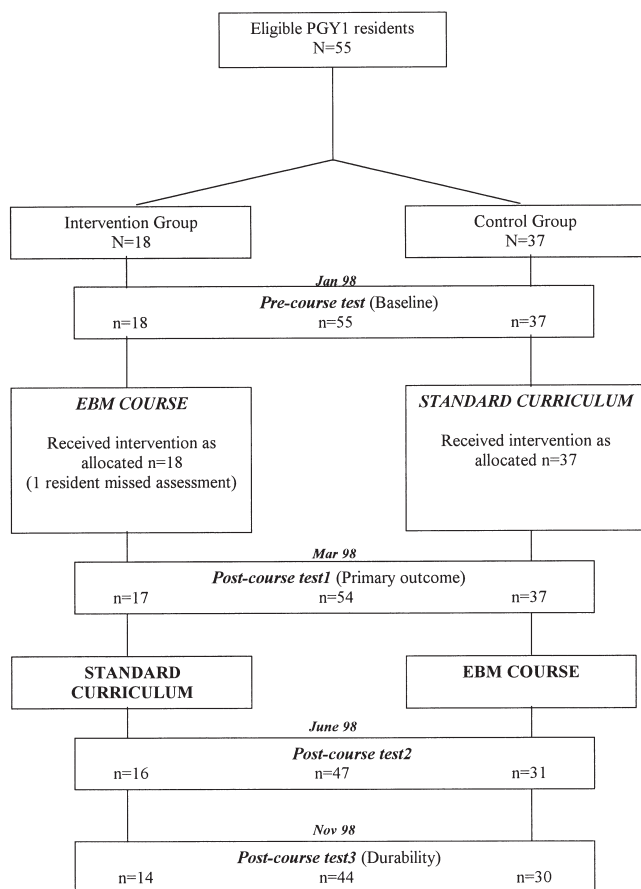 Eligible PGY1 residents
N=55
Intervention Group
N=18
Control Group
N=37
Jan 98
Pre-course test (Baseline)
n=18 n=55 n=37
EBM COURSE
Received intervention as
allocated n=18
(1 resident missed assessment)
STANDARD CURRICULUM
Received intervention as
allocated n=37
Mar 98
Post-course test1 (Primary outcome)
n=17 n=54 n=37
STANDARD
CURRICULUM
EBM COURSE
June 98
Post-course test2
n=16 n=47 n=31
Nov 98
Post-course test3 (Durability)
n=14 n=44 n=30